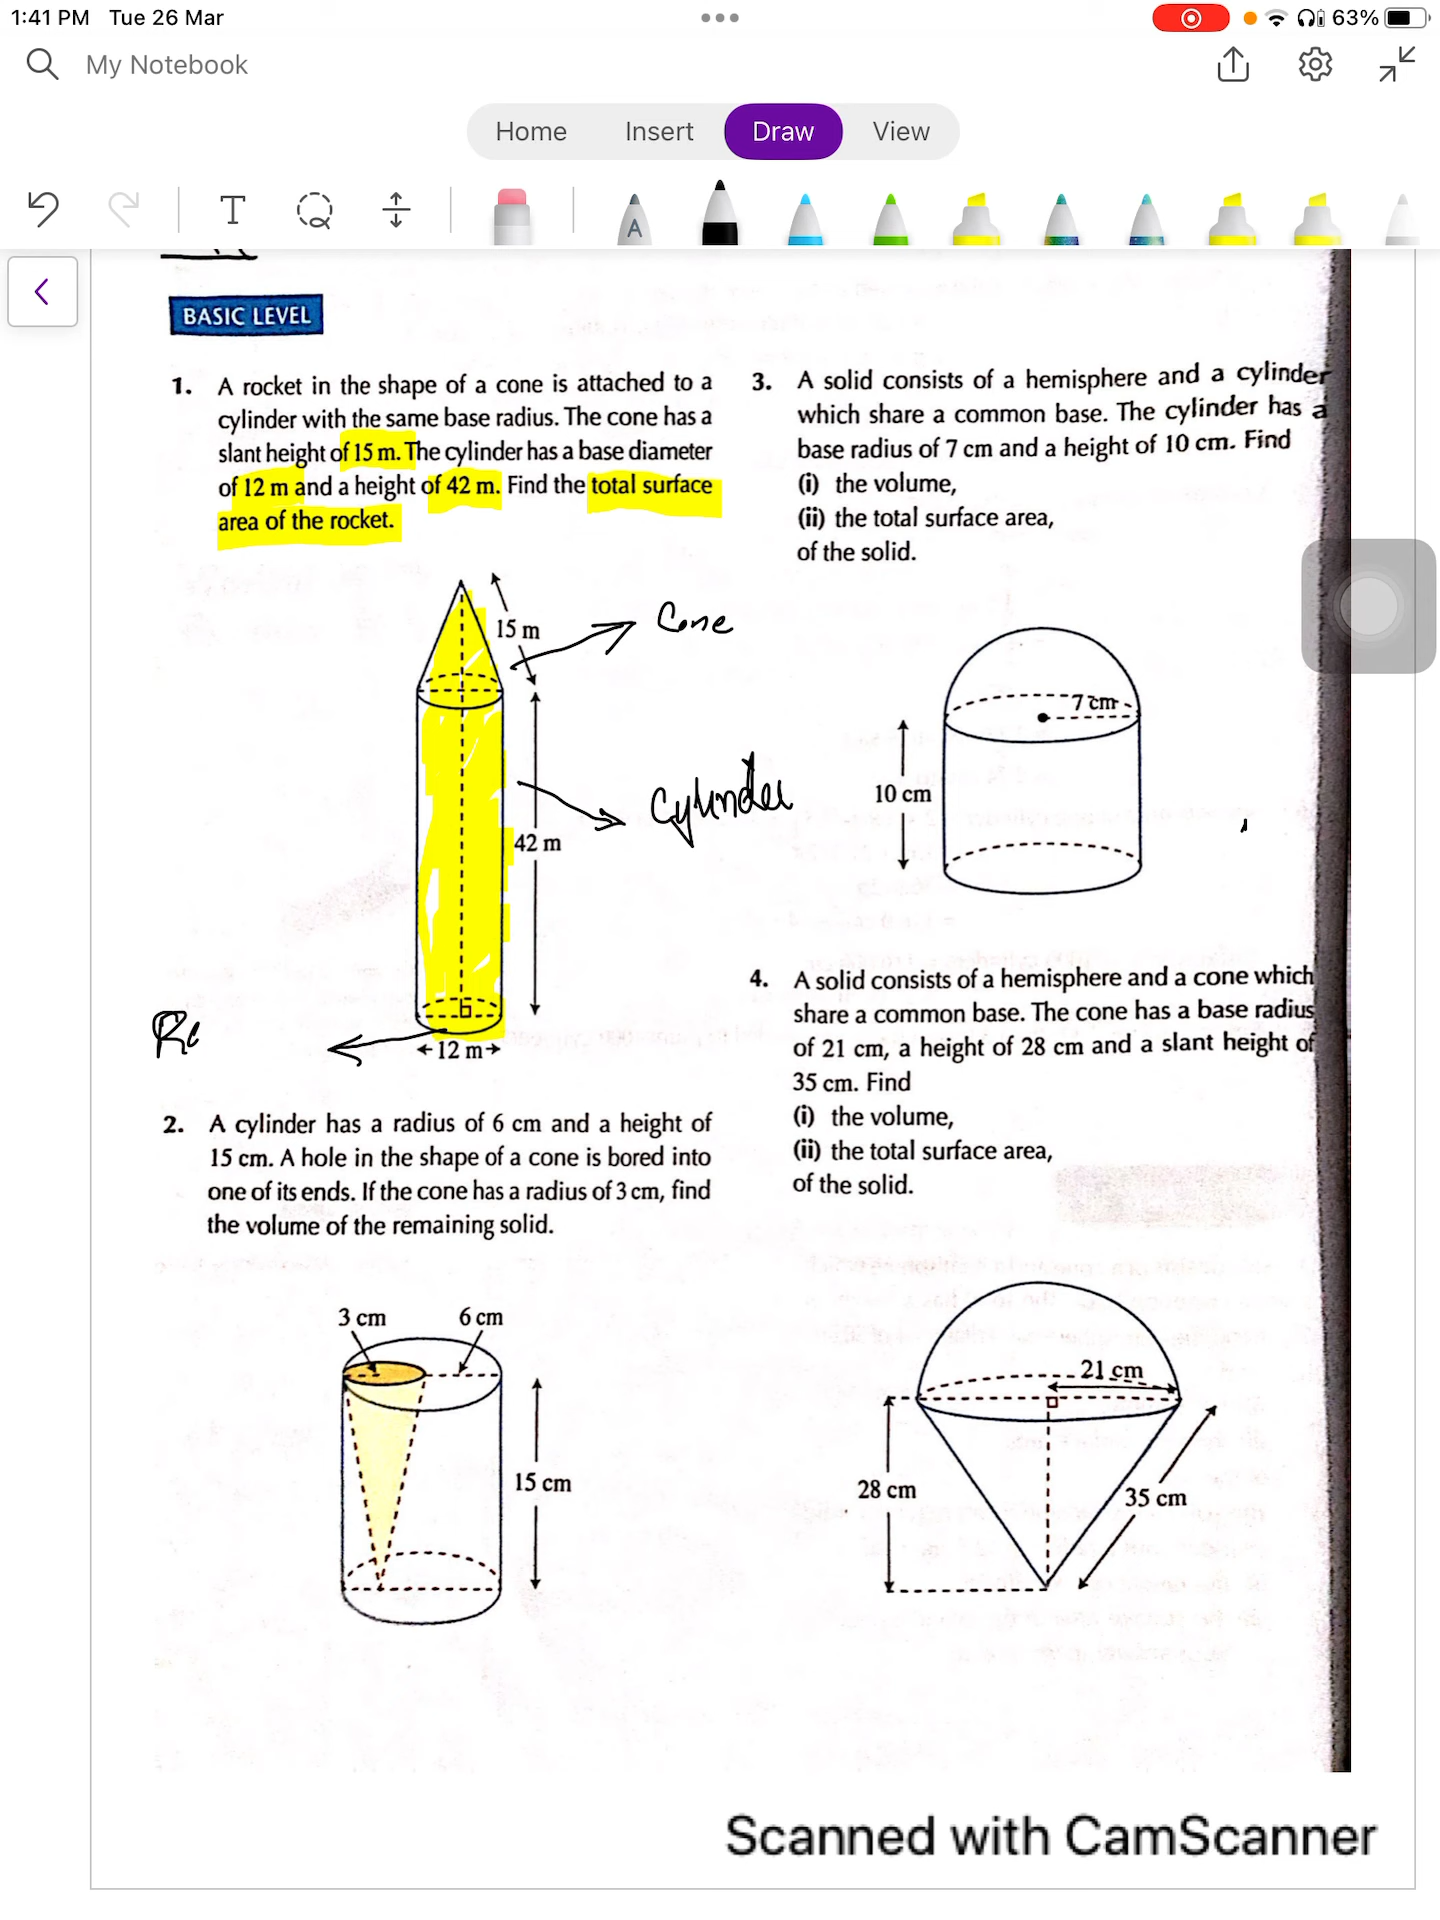 1:41 PM Tue 26 Mar
63%
My Notebook
Home Insert Draw View
T
A
BASIC LEVEL
1. A rocket in the shape of a cone is attached to a
cylinder with the same base radius. The cone has a
slant height of 15 m. The cylinder has a base diameter
of 12 m and a height of 42 m. Find the total surface
area of the rocket.
15 m
Cone
Cylinder
42 m
12 m
2. A cylinder has a radius of 6 cm and a height of
15 cm. A hole in the shape of a cone is bored into
one of its ends. If the cone has a radius of 3 cm, find
the volume of the remaining solid.
3 cm 6 cm
15 cm
3. A solid consists of a hemisphere and a cylinder
which share a common base. The cylinder has a
base radius of 7 cm and a height of 10 cm. Find
(i) the volume,
(ii) the total surface area,
of the solid.
7 cm
10 cm
4. A solid consists of a hemisphere and a cone which
share a common base. The cone has a base radius
of 21 cm, a height of 28 cm and a slant height of
35 cm. Find
(i) the volume,
(ii) the total surface area,
of the solid.
21 cm
28 cm
35 cm
Scanned with CamScanner